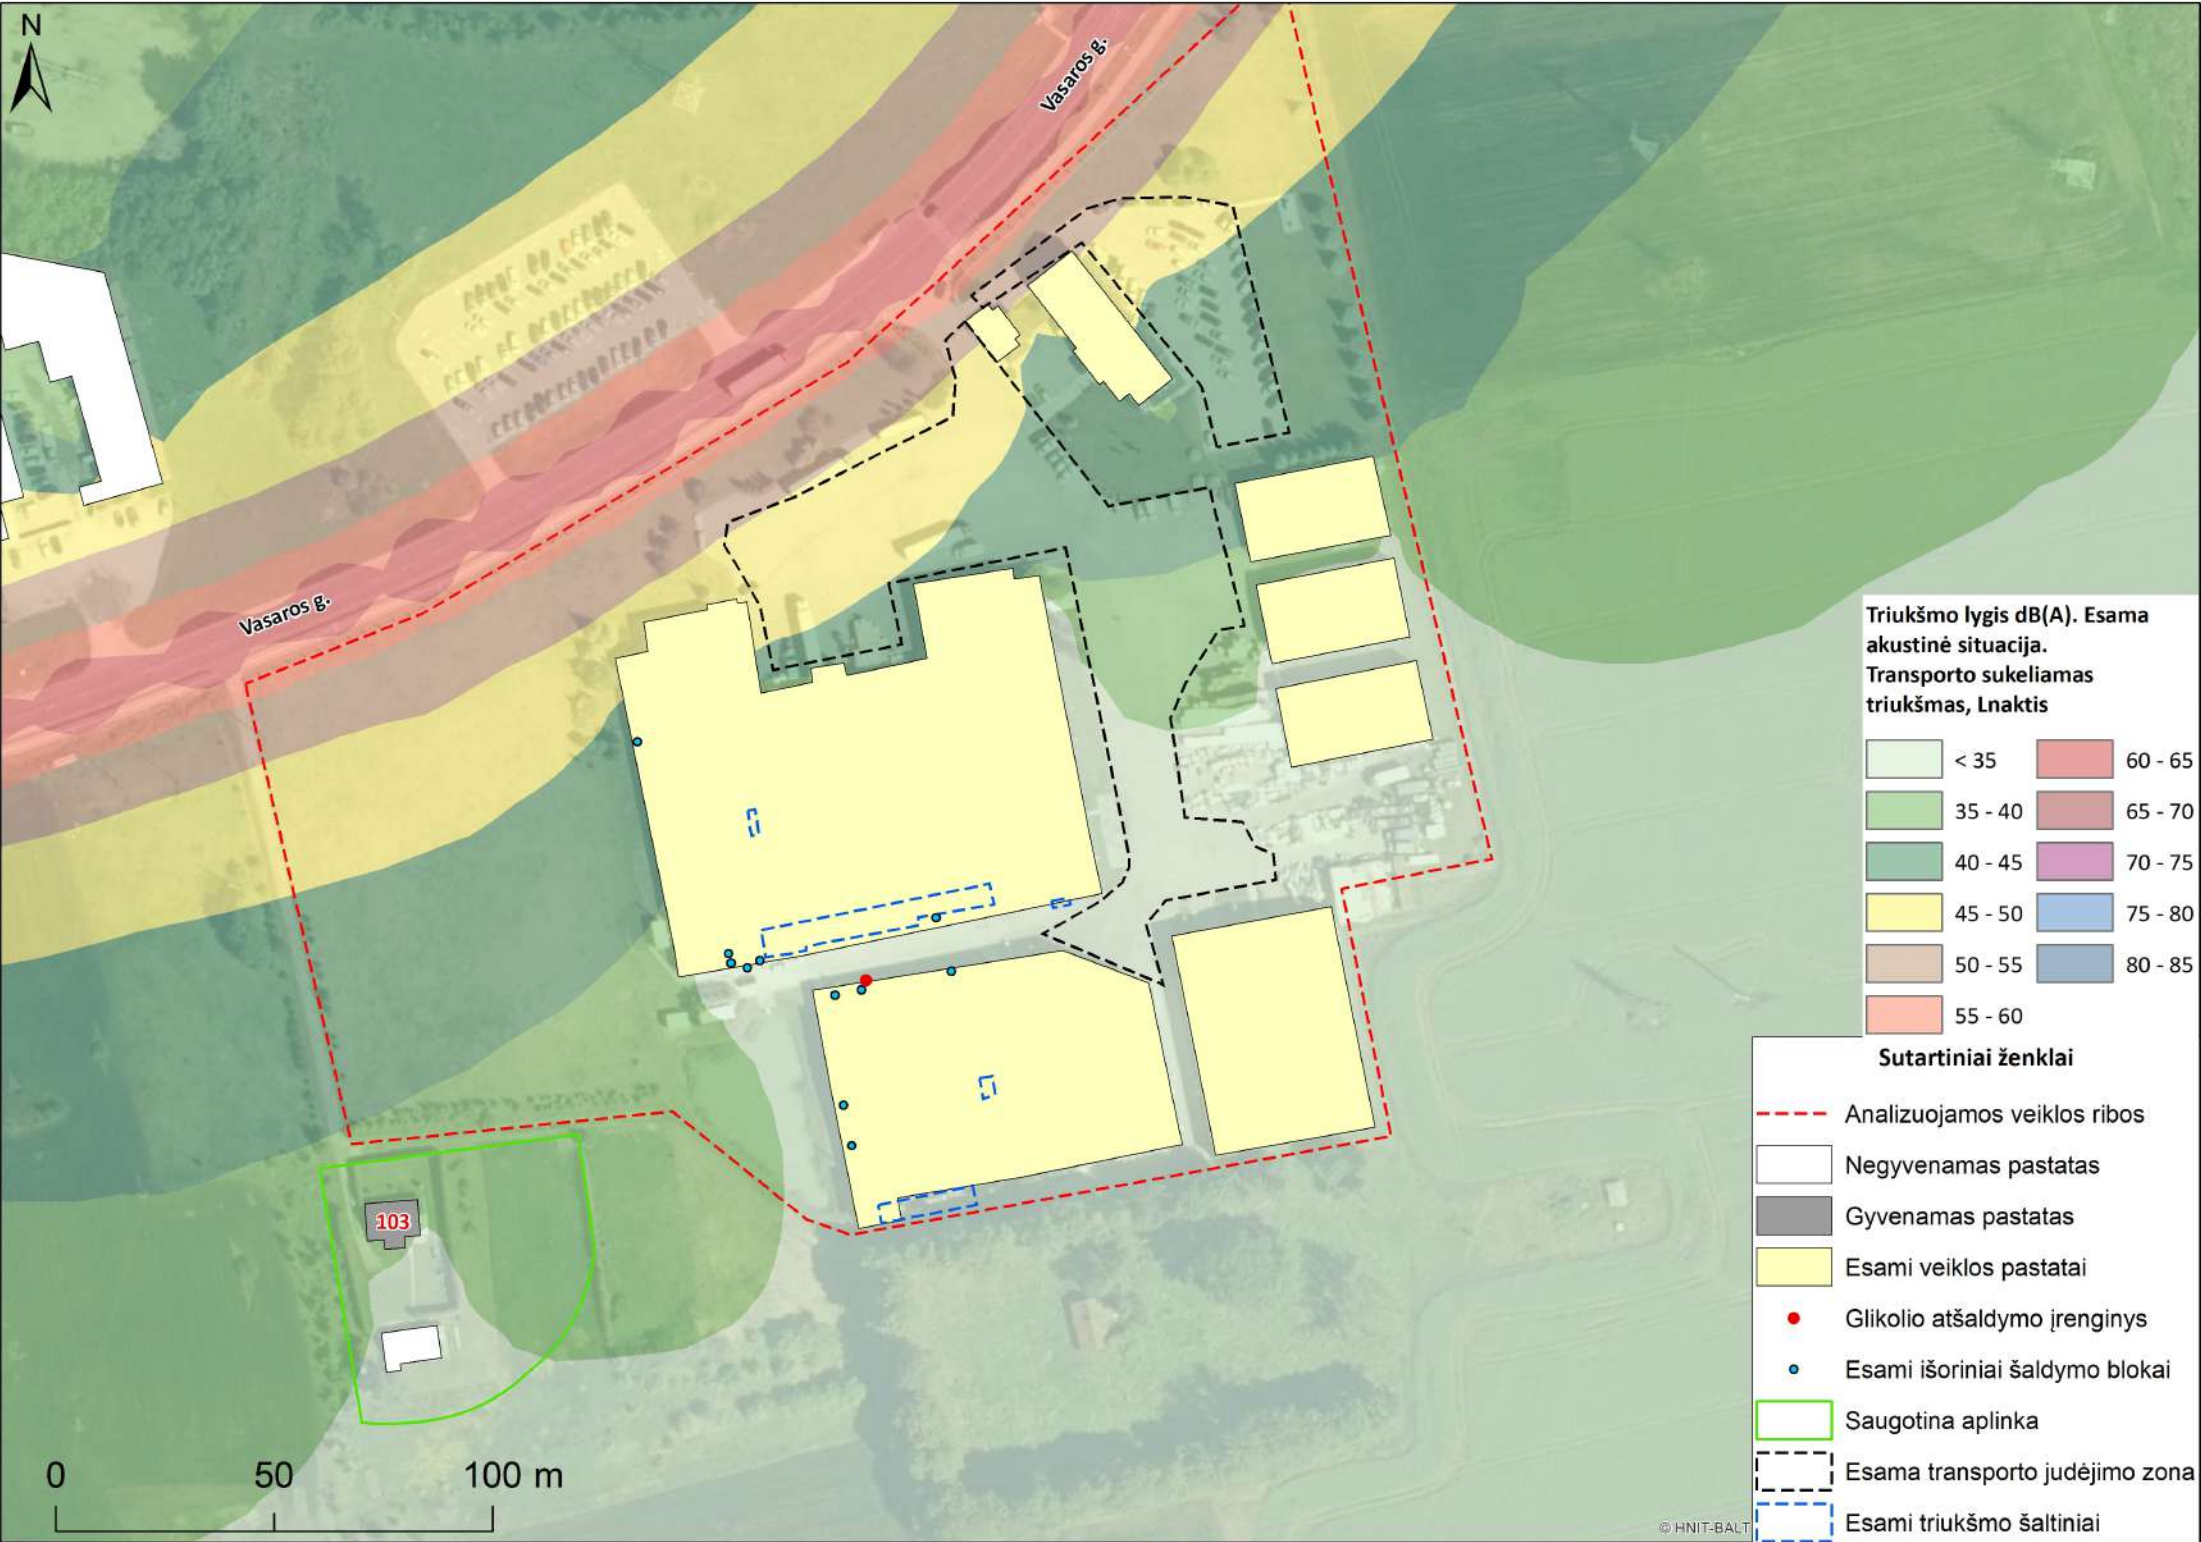 N
Vasaros g.
Vasaros g.
103
0 50 100 m
© HNIT-BALT
Triukšmo lygis dB(A). Esama
akustinė situacija.
Transporto sukeliamas
triukšmas, Lnaktis
< 35 60 - 65
35 - 40 65 - 70
40 - 45 70 - 75
45 - 50 75 - 80
50 - 55 80 - 85
55 - 60
Sutartiniai ženklai
Analizuojamos veiklos ribos
Negyvenamas pastatas
Gyvenamas pastatas
Esami veiklos pastatai
Glikolio atšaldymo įrenginys
Esami išoriniai šaldymo blokai
Saugotina aplinka
Esama transporto judėjimo zona
Esami triukšmo šaltiniai